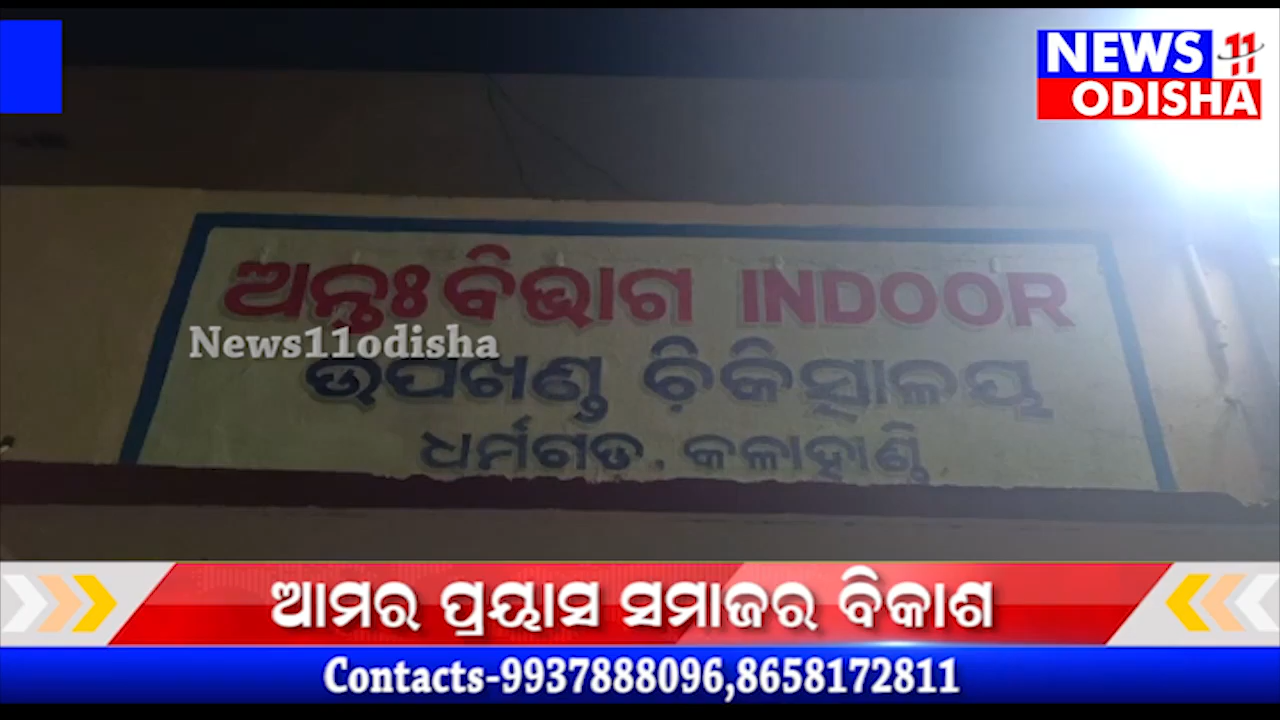 NEWS 11
ODISHA
ଅନ୍ତଃବିଭାଗ INDOOR
News11odisha
ଉପଖଣ୍ଡ ଚିକିତ୍ସାଳୟ
ଧର୍ମଗଡ. କଳାହାଣ୍ଡି
ଆମର ପ୍ରୟାସ ସମାଜର ବିକାଶ
Contacts-9937888096,8658172811